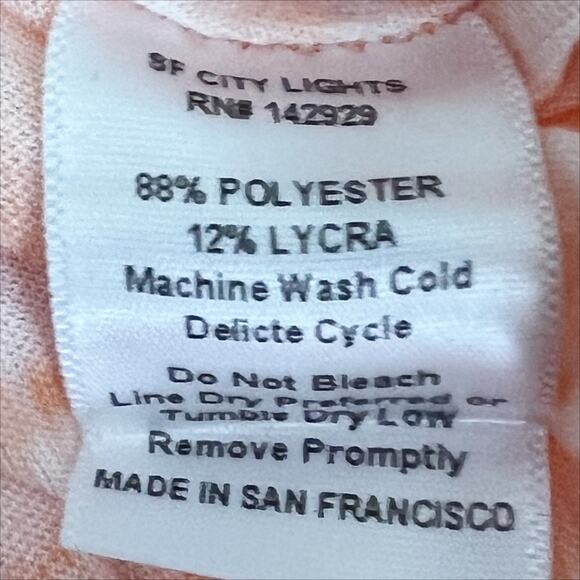 SF CITY LIGHTS
RN# 142929
88% POLYESTER
12% LYCRA
Machine Wash Cold
Delicte Cycle
Do Not Bleach
Line Dry Preferred or
Tumble Dry Low
Remove Promptly
MADE IN SAN FRANCISCO